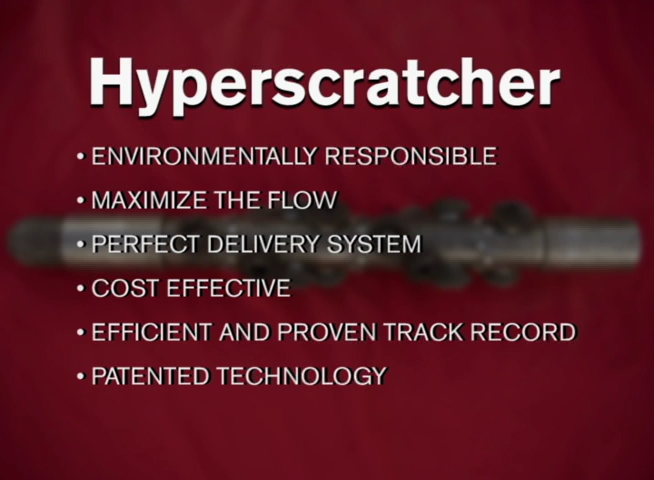 Hyperscratcher
• ENVIRONMENTALLY RESPONSIBLE
• MAXIMIZE THE FLOW
• PERFECT DELIVERY SYSTEM
• COST EFFECTIVE
• EFFICIENT AND PROVEN TRACK RECORD
• PATENTED TECHNOLOGY